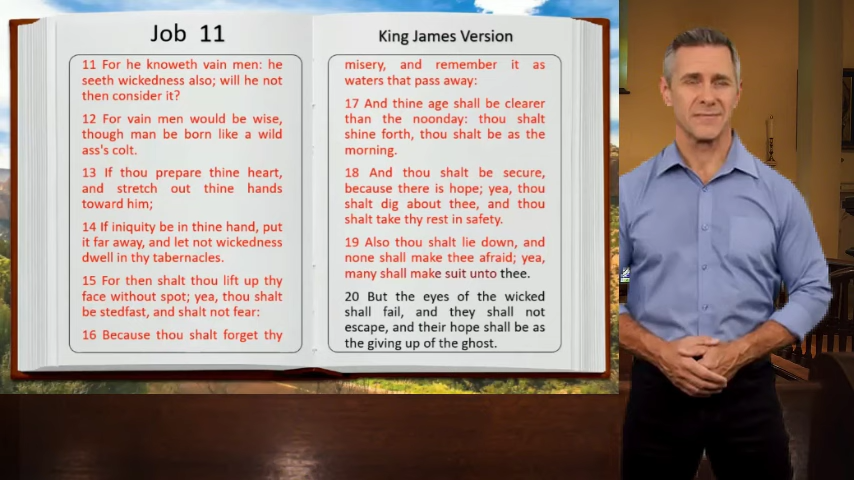 Job 11
11 For he knoweth vain men: he
seeth wickedness also; will he not
then consider it?
12 For vain men would be wise,
though man be born like a wild
ass's colt.
13 If thou prepare thine heart,
and stretch out thine hands
toward him;
14 If iniquity be in thine hand, put
it far away, and let not wickedness
dwell in thy tabernacles.
15 For then shalt thou lift up thy
face without spot; yea, thou shalt
be stedfast, and shalt not fear:
16 Because thou shalt forget thy
King James Version
misery, and remember it as
waters that pass away:
17 And thine age shall be clearer
than the noonday: thou shalt
shine forth, thou shalt be as the
morning.
18 And thou shalt be secure,
because there is hope; yea, thou
shalt dig about thee, and thou
shalt take thy rest in safety.
19 Also thou shalt lie down, and
none shall make thee afraid; yea,
many shall make suit unto thee.
20 But the eyes of the wicked
shall fail, and they shall not
escape, and their hope shall be as
the giving up of the ghost.